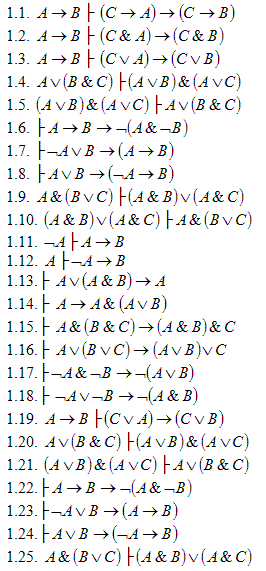 1.1. A → B ├ (C → A) → (C → B)
1.2. A → B ├ (C & A) → (C & B)
1.3. A → B ├ (C ∨ A) → (C ∨ B)
1.4. A ∨ (B & C) ├ (A ∨ B) & (A ∨ C)
1.5. (A ∨ B) & (A ∨ C) ├ A ∨ (B & C)
1.6. ├ A → B → ¬(A & ¬B)
1.7. ├ ¬A ∨ B → (A → B)
1.8. ├ A ∨ B → (¬A → B)
1.9. A & (B ∨ C) ├ (A & B) ∨ (A & C)
1.10. (A & B) ∨ (A & C) ├ A & (B ∨ C)
1.11. ¬A ├ A → B
1.12. A ├ ¬A → B
1.13. ├ A ∨ (A & B) → A
1.14. ├ A → A & (A ∨ B)
1.15. ├ A & (B & C) → (A & B) & C
1.16. ├ A ∨ (B ∨ C) → (A ∨ B) ∨ C
1.17. ├ ¬A & ¬B → ¬(A ∨ B)
1.18. ├ ¬A ∨ ¬B → ¬(A & B)
1.19. A → B ├ (C ∨ A) → (C ∨ B)
1.20. A ∨ (B & C) ├ (A ∨ B) & (A ∨ C)
1.21. (A ∨ B) & (A ∨ C) ├ A ∨ (B & C)
1.22. ├ A → B → ¬(A & ¬B)
1.23. ├ ¬A ∨ B → (A → B)
1.24. ├ A ∨ B → (¬A → B)
1.25. A & (B ∨ C) ├ (A & B) ∨ (A & C)